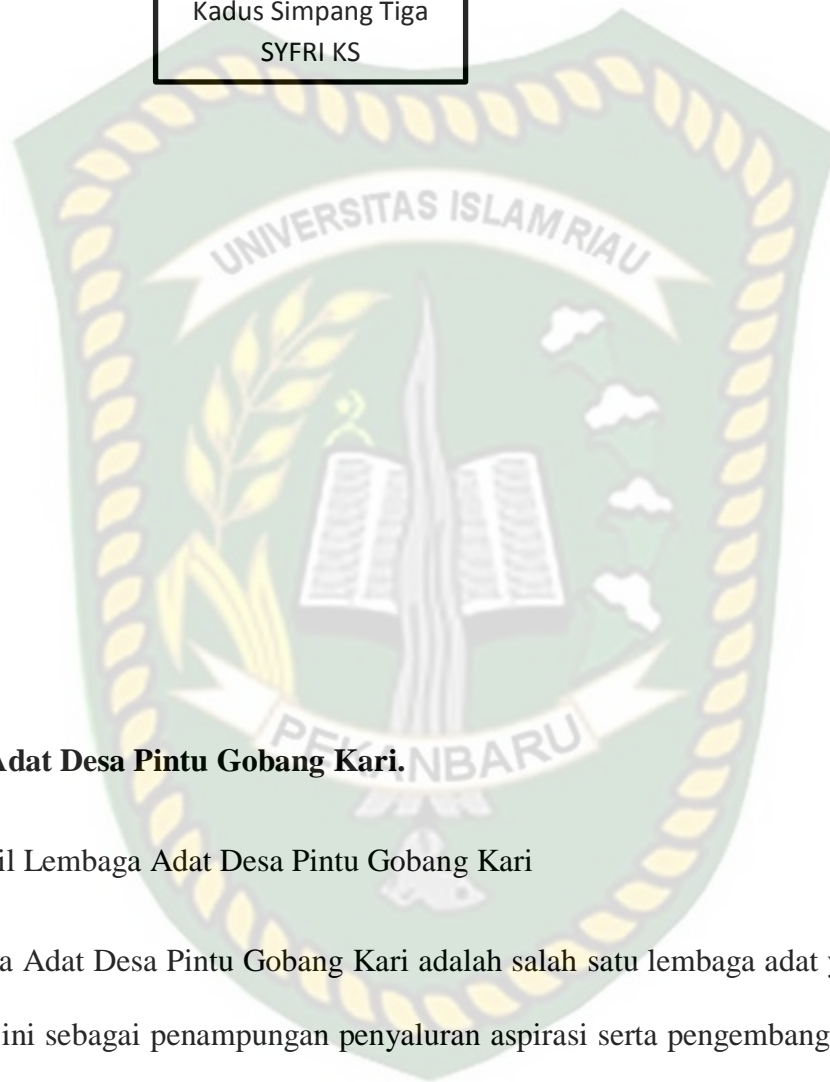 Kadus Simpang Tiga
SYFRI KS
UNIVERSITAS ISLAM RIAU
Adat Desa Pintu Gobang Kari.
il Lembaga Adat Desa Pintu Gobang Kari
a Adat Desa Pintu Gobang Kari adalah salah satu lembaga adat y
ini sebagai penampungan penyaluran aspirasi serta pengembang
PEKANBARU